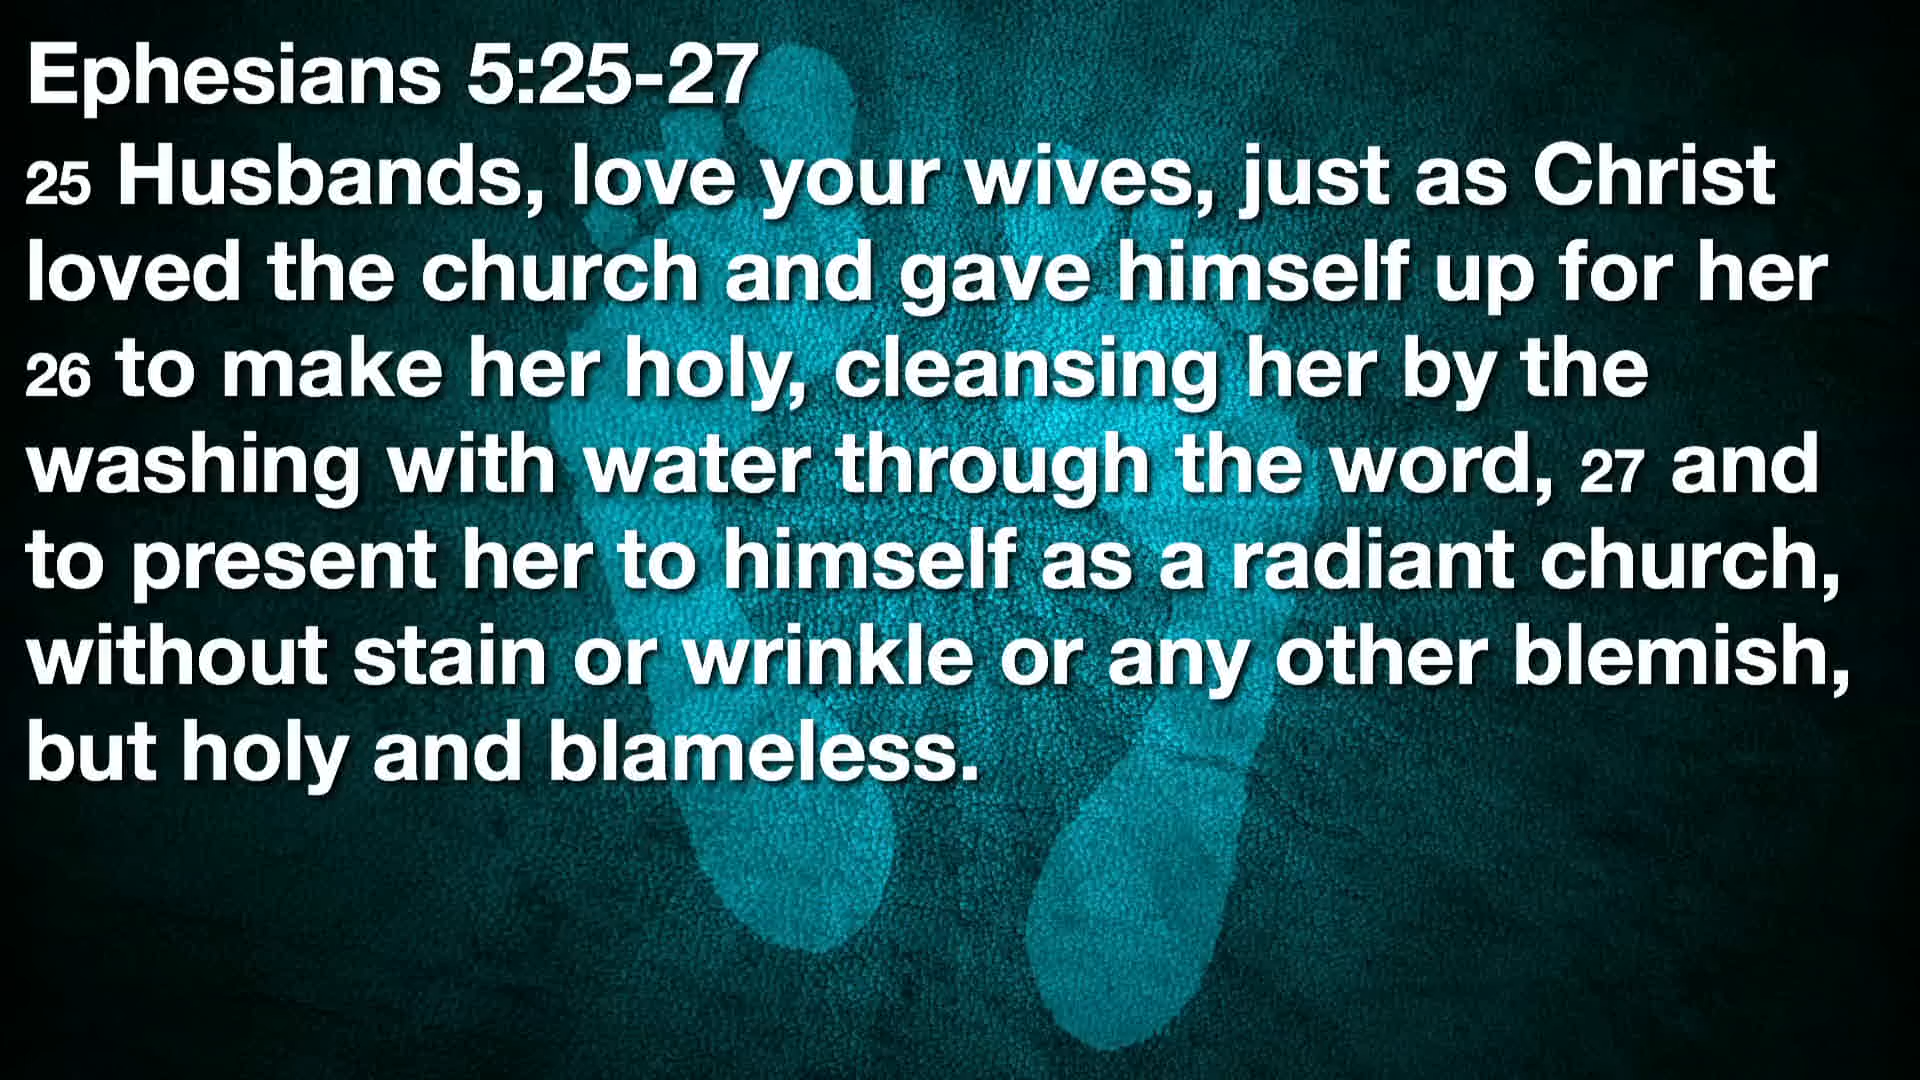 Ephesians 5:25-27
25 Husbands, love your wives, just as Christ
loved the church and gave himself up for her
26 to make her holy, cleansing her by the
washing with water through the word, 27 and
to present her to himself as a radiant church,
without stain or wrinkle or any other blemish,
but holy and blameless.